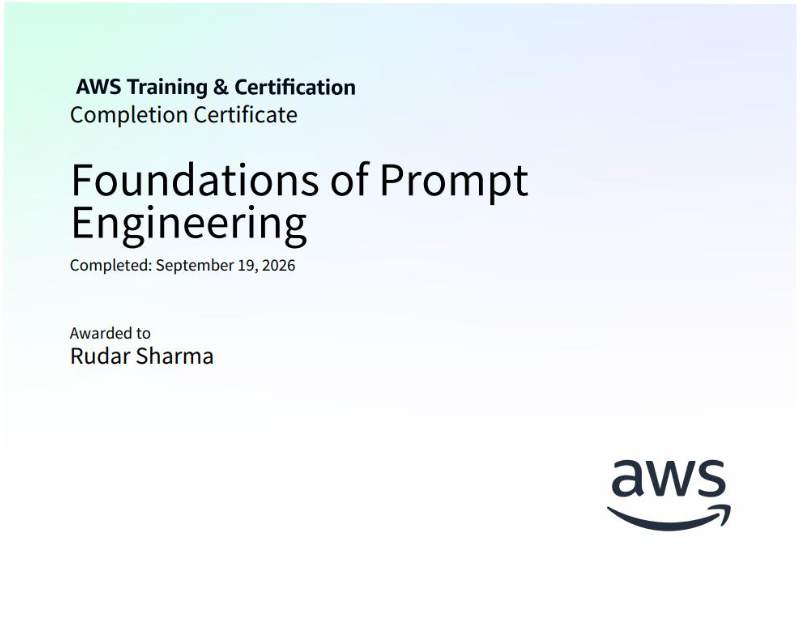 AWS Training & Certification
Completion Certificate
Foundations of Prompt
Engineering
Completed: September 19, 2026
Awarded to
Rudar Sharma
aws